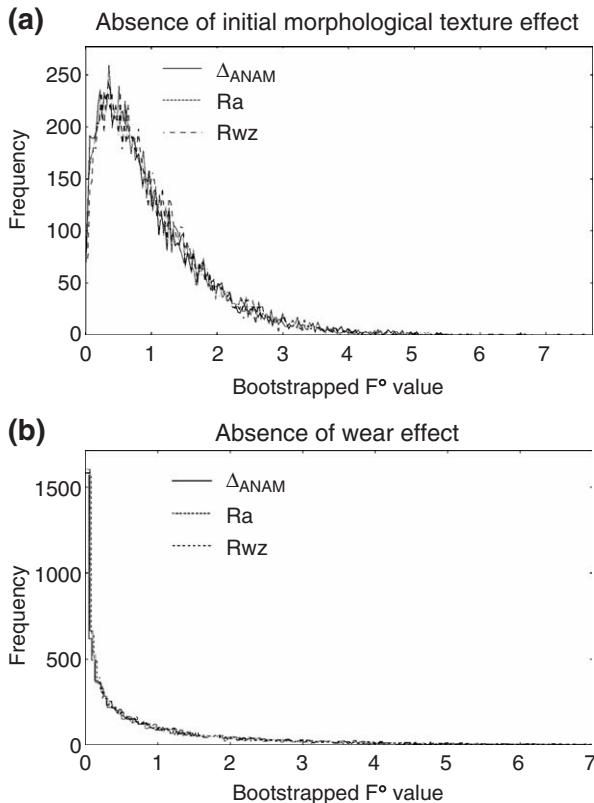 (a) Absence of initial morphological texture effect
Frequency
250
200
150
100
50
0
Δ_ANAM
Ra
Rwz
0 1 2 3 4 5 6 7
Bootstrapped F° value
(b) Absence of wear effect
Frequency
1500
1000
500
0
Δ_ANAM
Ra
Rwz
0 1 2 3 4 5 6 7
Bootstrapped F° value